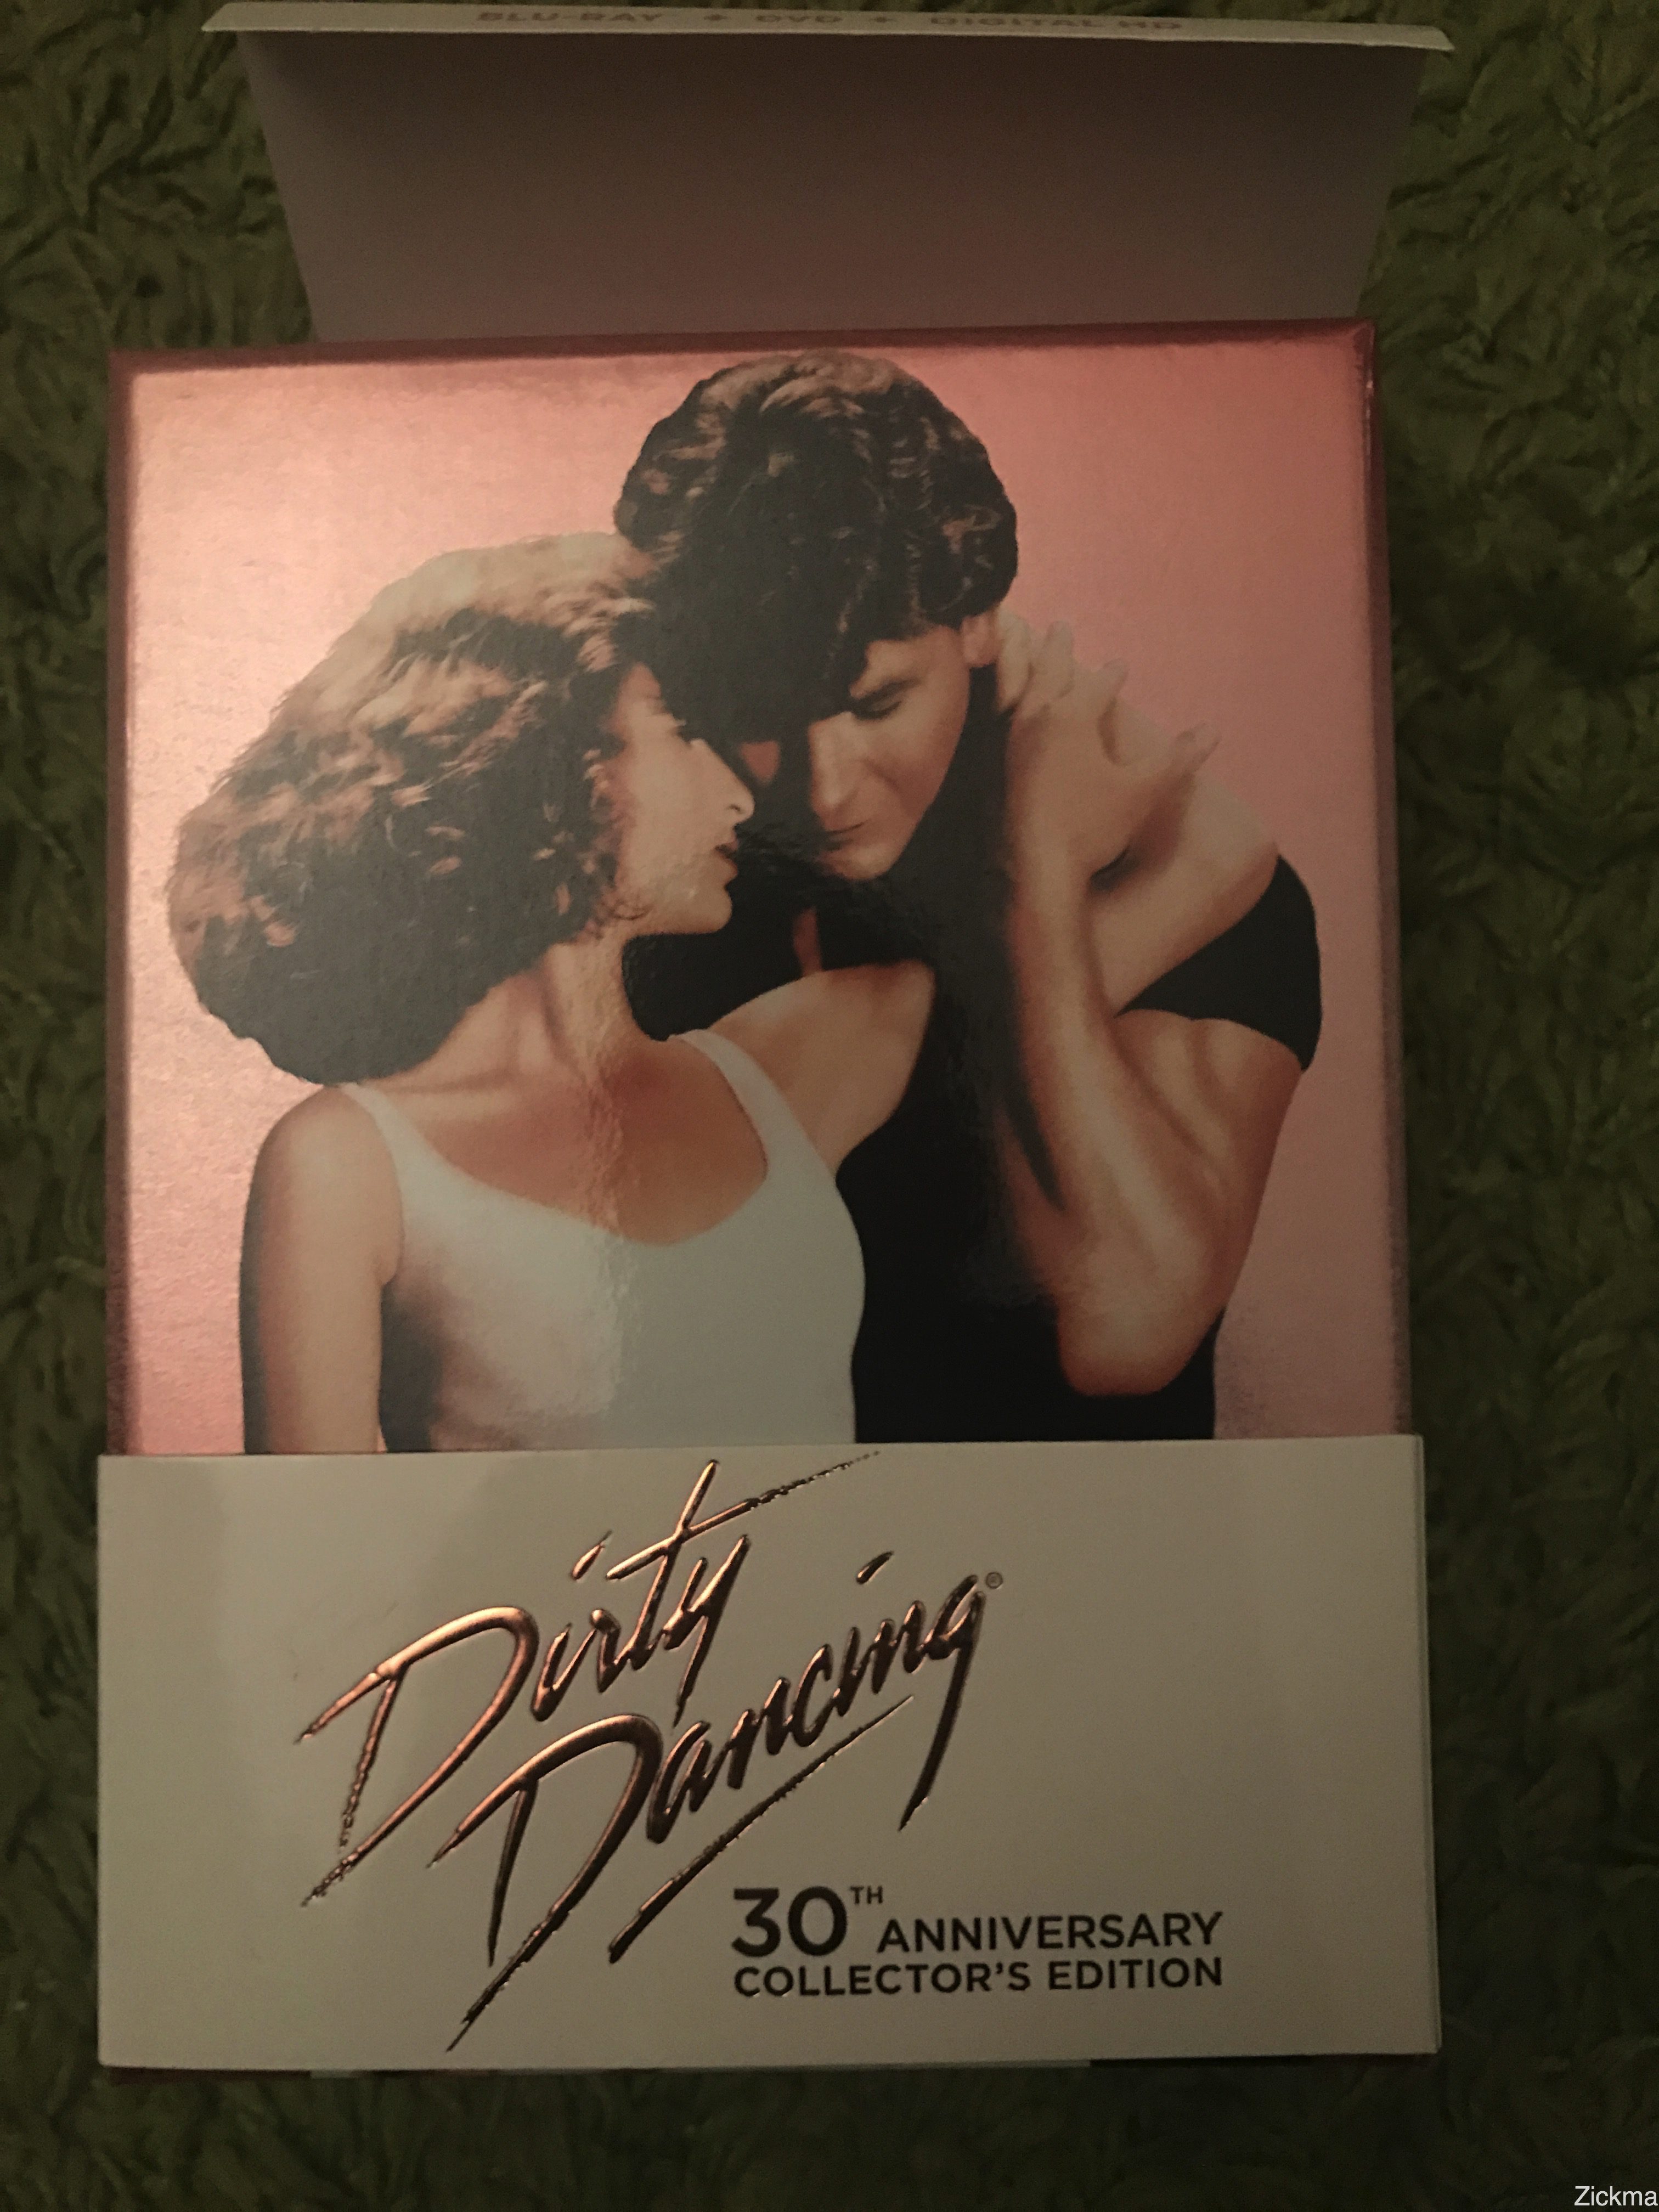 BLU-RAY + DVD + DIGITAL HD
Dirty
Dancing®
30TH ANNIVERSARY
COLLECTOR'S EDITION
Zickma